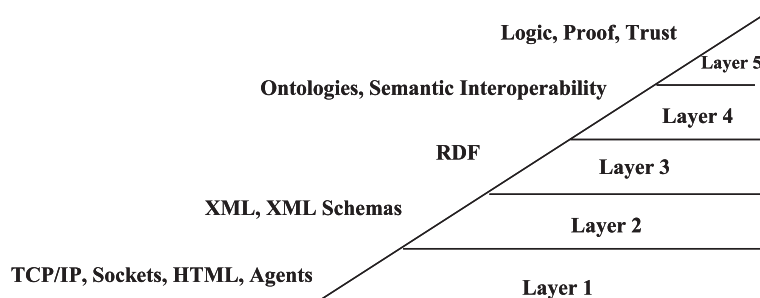 Logic, Proof, Trust
Layer 5
Ontologies, Semantic Interoperability
Layer 4
RDF
Layer 3
XML, XML Schemas
Layer 2
TCP/IP, Sockets, HTML, Agents
Layer 1